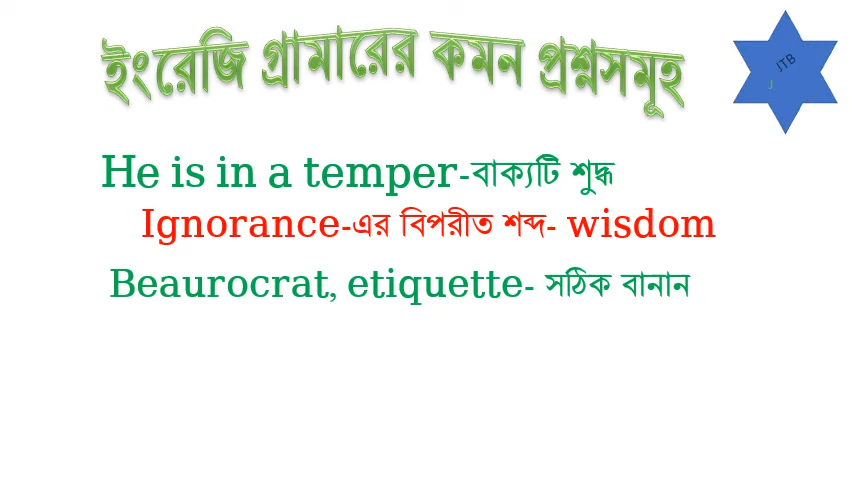 ইংরেজি গ্রামারের কমন প্রশ্নসমূহ
JTB
J
He is in a temper-বাক্যটি শুদ্ধ
Ignorance-এর বিপরীত শব্দ- wisdom
Beaurocrat, etiquette- সঠিক বানান